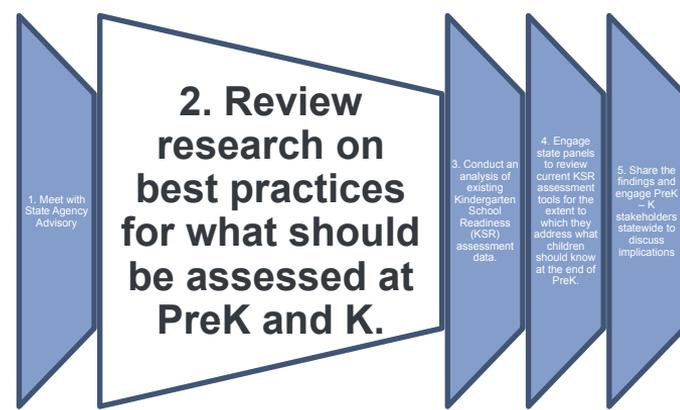 1. Meet with
State Agency
Advisory
2. Review
research on
best practices
for what should
be assessed at
PreK and K.
3. Conduct an
analysis of
existing
Kindergarten
School
Readiness
(KSR)
assessment
data.
4. Engage
state panels
to review
current KSR
assessment
tools for the
extent to
which they
address what
children
should know
at the end of
PreK.
5. Share the
findings and
engage PreK
– K
stakeholders
statewide to
discuss
implications